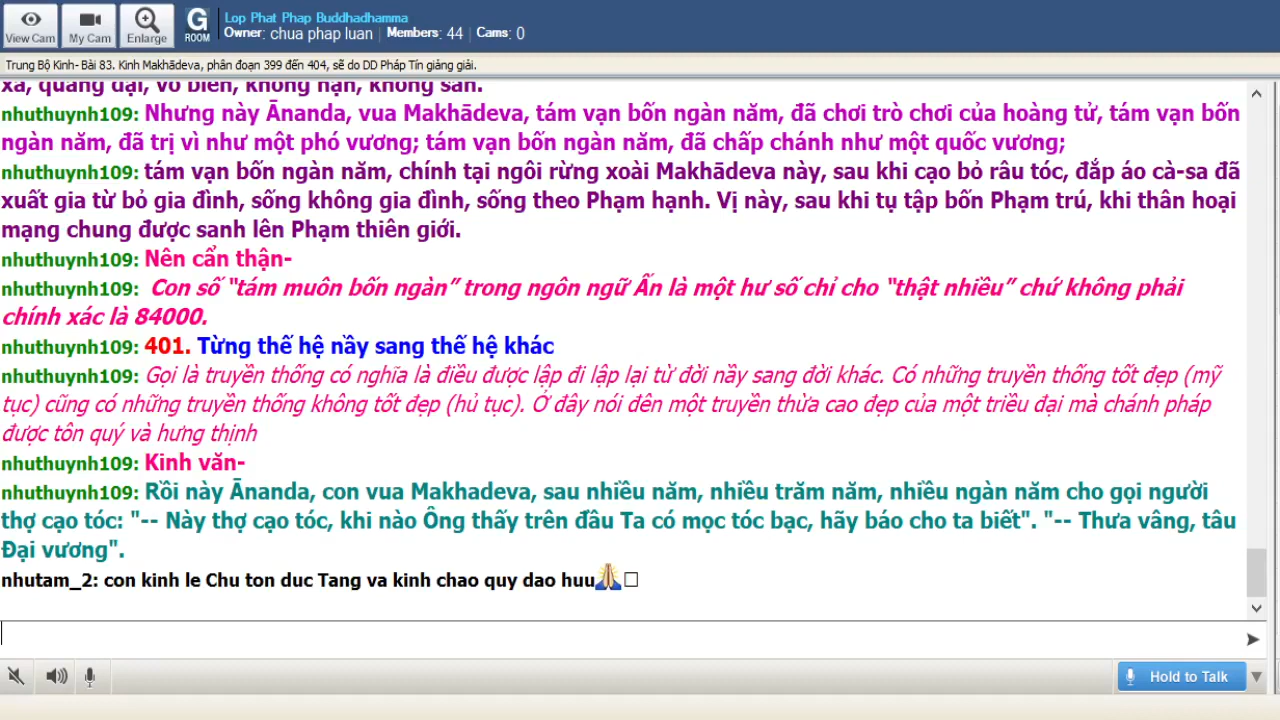 Lop Phat Phap Buddhadhamma
View Cam My Cam Enlarge G ROOM Owner: chua phap luan Members: 44 Cams: 0
Trung Bộ Kinh- Bài 83. Kinh Makhādeva, phân đoạn 399 đến 404, sẽ do DD Pháp Tín giảng giải.
xả, quảng đại, vô biên, không hận, không sân.
nhuthuynh109: Nhưng này Ānanda, vua Makhādeva, tám vạn bốn ngàn năm, đã chơi trò chơi của hoàng tử, tám vạn bốn
ngàn năm, đã trị vì như một phó vương; tám vạn bốn ngàn năm, đã chấp chánh như một quốc vương;
nhuthuynh109: tám vạn bốn ngàn năm, chính tại ngôi rừng xoài Makhādeva này, sau khi cạo bỏ râu tóc, đắp áo cà-sa đã
xuất gia từ bỏ gia đình, sống không gia đình, sống theo Phạm hạnh. Vị này, sau khi tụ tập bốn Phạm trú, khi thân hoại
mạng chung được sanh lên Phạm thiên giới.
nhuthuynh109: Nên cẩn thận-
nhuthuynh109: Con số “tám muôn bốn ngàn” trong ngôn ngữ Ấn là một hư số chỉ cho “thật nhiều” chứ không phải
chính xác là 84000.
nhuthuynh109: 401. Từng thế hệ nầy sang thế hệ khác
nhuthuynh109: Gọi là truyền thống có nghĩa là điều được lập đi lập lại từ đời nầy sang đời khác. Có những truyền thống tốt đẹp (mỹ
tục) cũng có những truyền thống không tốt đẹp (hủ tục). Ở đây nói đên một truyền thừa cao đẹp của một triều đại mà chánh pháp
được tôn quý và hưng thịnh
nhuthuynh109: Kinh văn-
nhuthuynh109: Rồi này Ānanda, con vua Makhadeva, sau nhiều năm, nhiều trăm năm, nhiều ngàn năm cho gọi người
thợ cạo tóc: "-- Này thợ cạo tóc, khi nào Ông thấy trên đầu Ta có mọc tóc bạc, hãy báo cho ta biết". "-- Thưa vâng, tâu
Đại vương".
nhutam_2: con kinh le Chu ton duc Tang va kinh chao quy dao huu
Hold to Talk